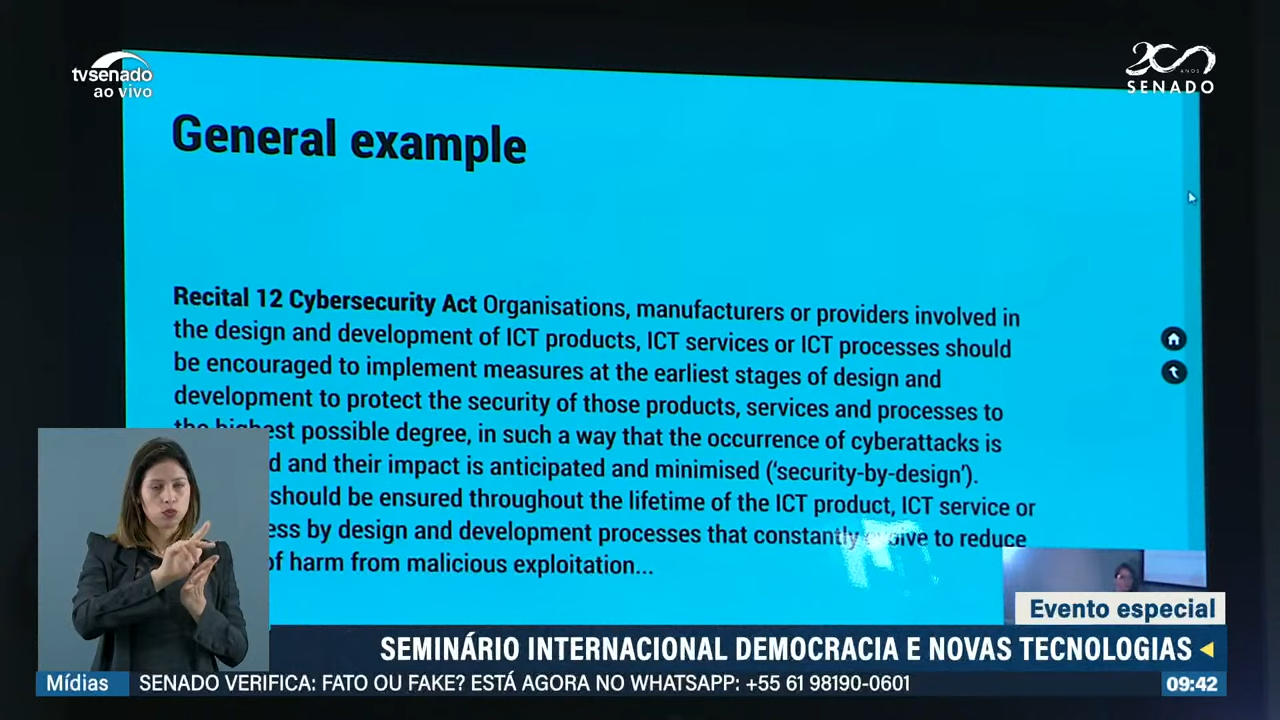 tvsenado
ao vivo
200
ANOS
SENADO
General example
Recital 12 Cybersecurity Act Organisations, manufacturers or providers involved in
the design and development of ICT products, ICT services or ICT processes should
be encouraged to implement measures at the earliest stages of design and
development to protect the security of those products, services and processes to
the highest possible degree, in such a way that the occurrence of cyberattacks is
and their impact is anticipated and minimised (‘security-by-design’).
should be ensured throughout the lifetime of the ICT product, ICT service or
by design and development processes that constantly evolve to reduce
of harm from malicious exploitation...
Evento especial
SEMINÁRIO INTERNACIONAL DEMOCRACIA E NOVAS TECNOLOGIAS
Mídias SENADO VERIFICA: FATO OU FAKE? ESTÁ AGORA NO WHATSAPP: +55 61 98190-0601 09:42